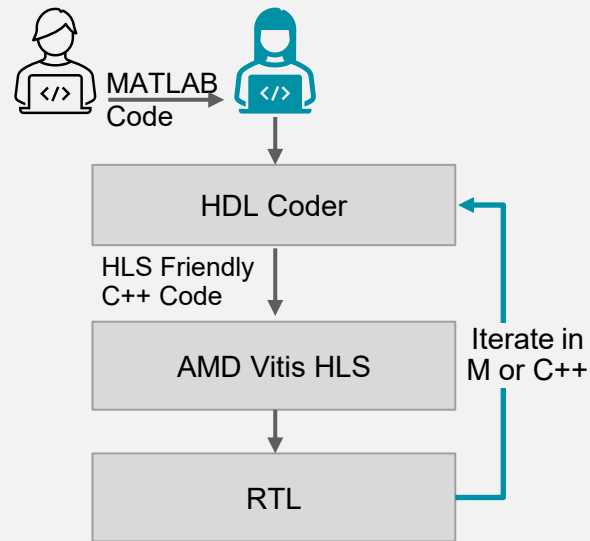 </>
</>
MATLAB
Code
HDL Coder
HLS Friendly
C++ Code
AMD Vitis HLS
Iterate in
M or C++
RTL